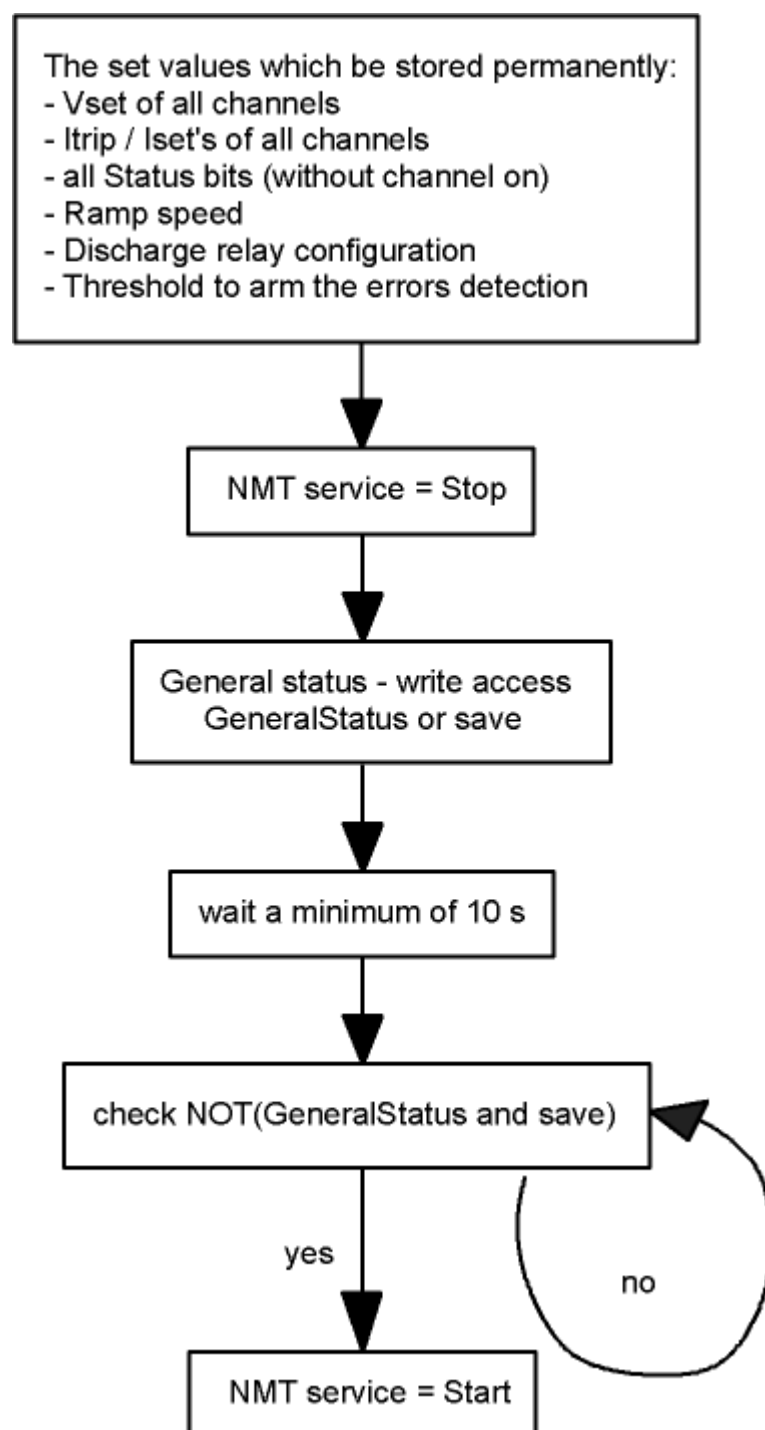 The set values which be stored permanently:
- Vset of all channels
- Itrip / Iset's of all channels
- all Status bits (without channel on)
- Ramp speed
- Discharge relay configuration
- Threshold to arm the errors detection
NMT service = Stop
General status - write access
GeneralStatus or save
wait a minimum of 10 s
check NOT(GeneralStatus and save)
yes
no
NMT service = Start